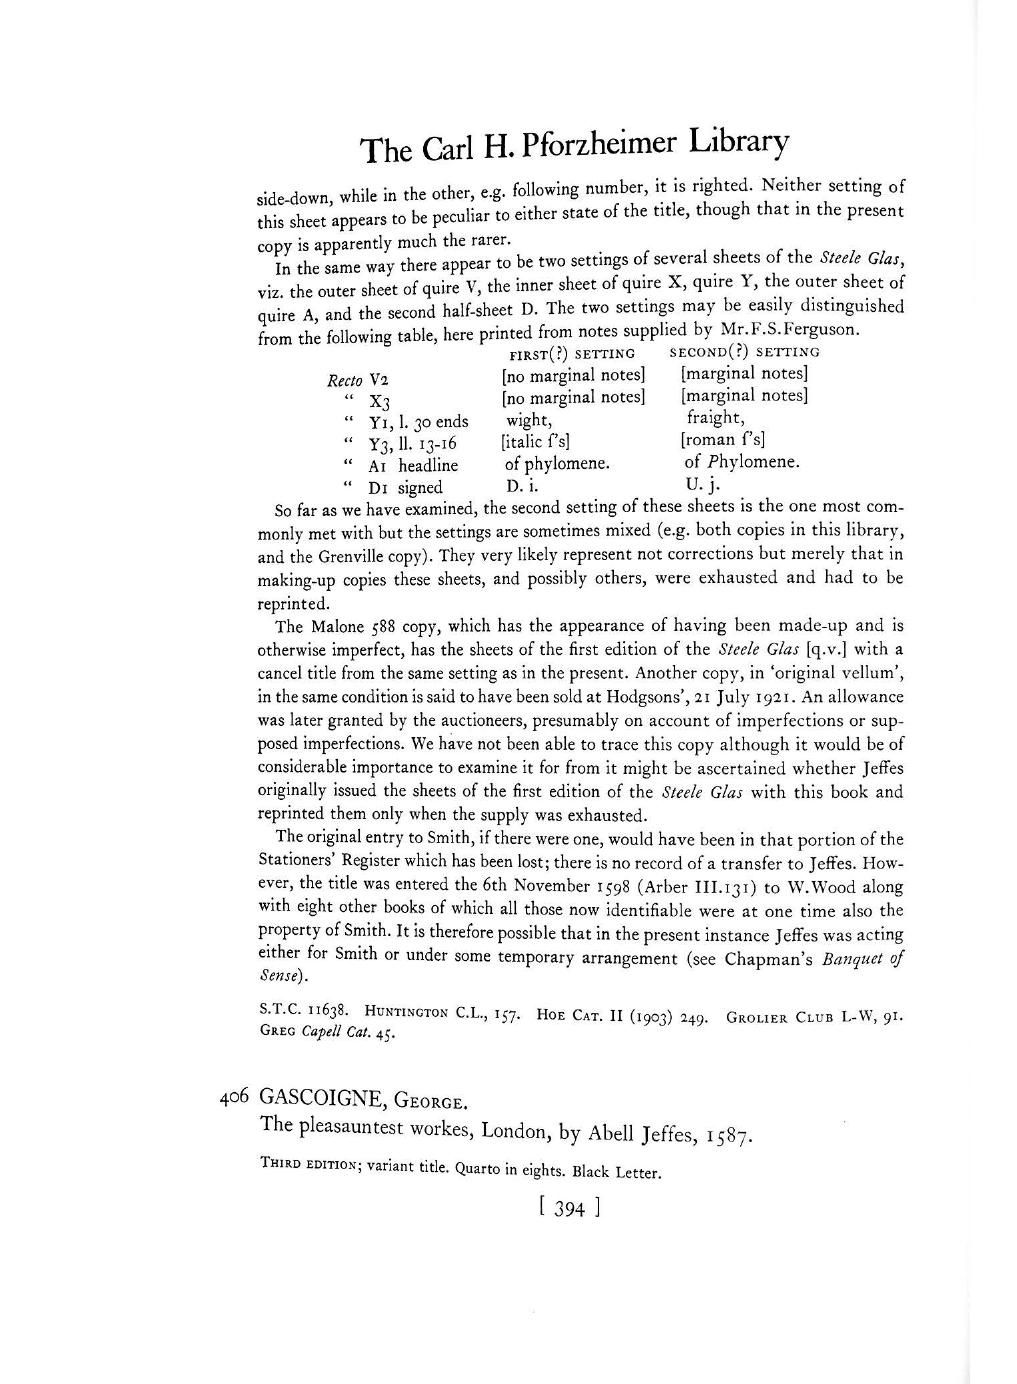 The Carl H. Pforzheimer Library
side-down, while in the other, e.g. following number, it is righted. Neither setting of
this sheet appears to be peculiar to either state of the title, though that in the present
copy is apparently much the rarer.
In the same way there appear to be two settings of several sheets of the Steele Glas,
viz. the outer sheet of quire V, the inner sheet of quire X, quire Y, the outer sheet of
quire A, and the second half-sheet D. The two settings may be easily distinguished
from the following table, here printed from notes supplied by Mr.F.S.Ferguson.
FIRST(?) SETTING SECOND(?) SETTING
Recto V2 [no marginal notes] [marginal notes]
" X3 [no marginal notes] [marginal notes]
" Y1, l. 30 ends wight, fraight,
" Y3, ll. 13-16 [italic f's] [roman f's]
" A1 headline of phylomene. of Phylomene.
" D1 signed D. i. U. j.
So far as we have examined, the second setting of these sheets is the one most com-
monly met with but the settings are sometimes mixed (e.g. both copies in this library,
and the Grenville copy). They very likely represent not corrections but merely that in
making-up copies these sheets, and possibly others, were exhausted and had to be
reprinted.
The Malone 588 copy, which has the appearance of having been made-up and is
otherwise imperfect, has the sheets of the first edition of the Steele Glas [q.v.] with a
cancel title from the same setting as in the present. Another copy, in 'original vellum',
in the same condition is said to have been sold at Hodgsons', 21 July 1921. An allowance
was later granted by the auctioneers, presumably on account of imperfections or sup-
posed imperfections. We have not been able to trace this copy although it would be of
considerable importance to examine it for from it might be ascertained whether Jeffes
originally issued the sheets of the first edition of the Steele Glas with this book and
reprinted them only when the supply was exhausted.
The original entry to Smith, if there were one, would have been in that portion of the
Stationers' Register which has been lost; there is no record of a transfer to Jeffes. How-
ever, the title was entered the 6th November 1598 (Arber III.131) to W.Wood along
with eight other books of which all those now identifiable were at one time also the
property of Smith. It is therefore possible that in the present instance Jeffes was acting
either for Smith or under some temporary arrangement (see Chapman's Banquet of
Sense).
S.T.C. 11638. HUNTINGTON C.L., 157. HOE CAT. II (1903) 249. GROLIER CLUB L-W, 91.
GREG Capell Cat. 45.
406 GASCOIGNE, GEORGE.
The pleasauntest workes, London, by Abell Jeffes, 1587.
THIRD EDITION; variant title. Quarto in eights. Black Letter.
[ 394 ]